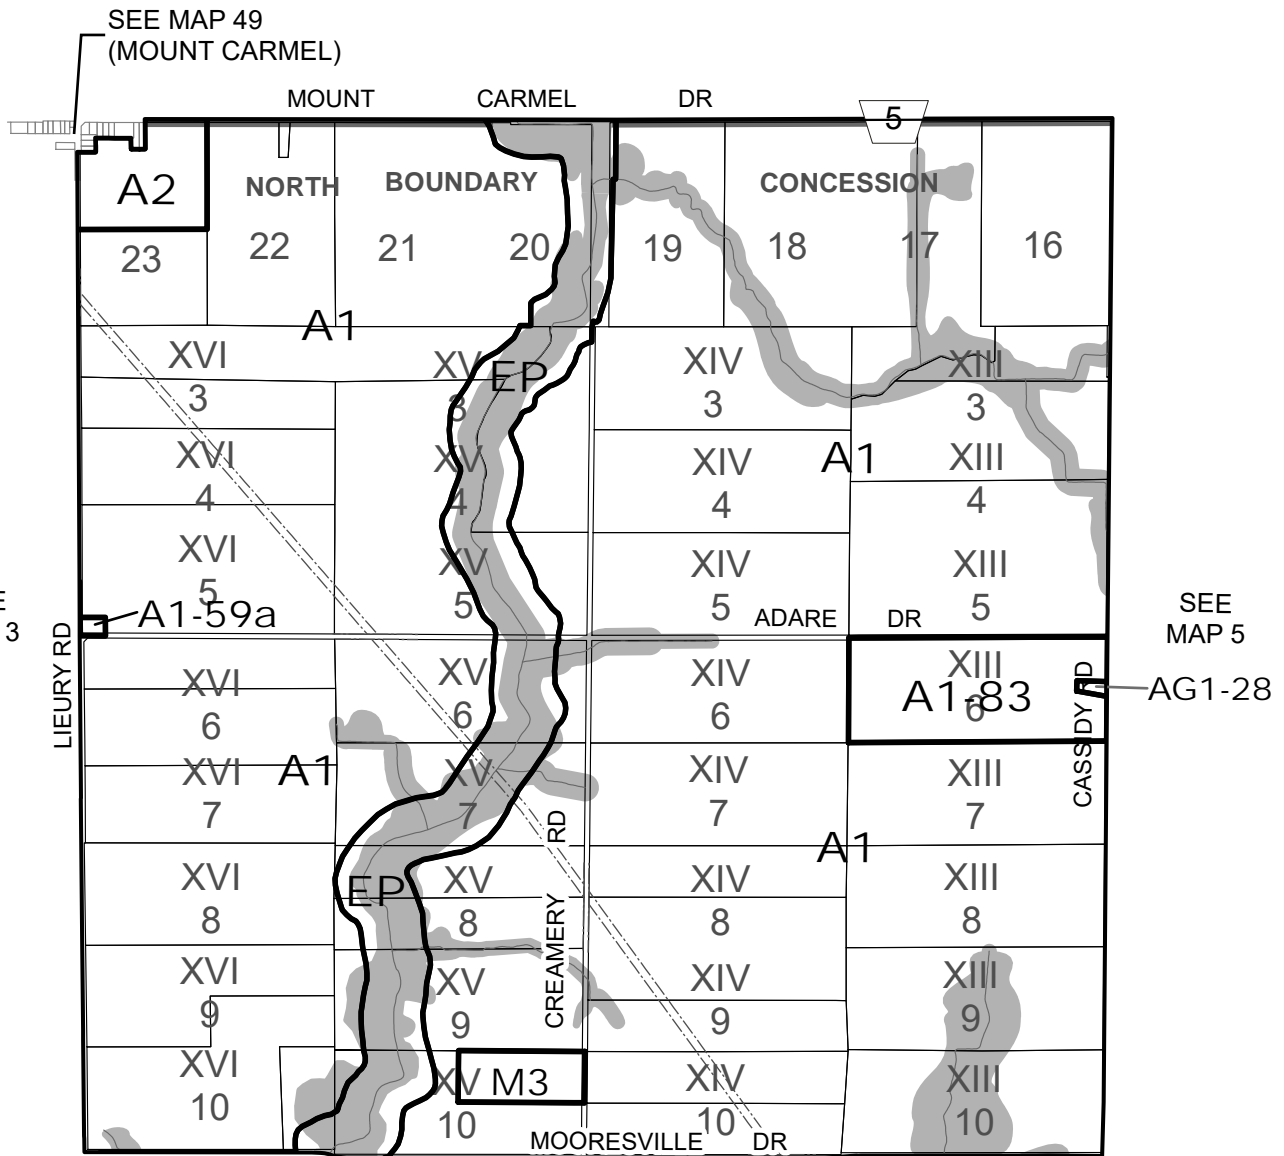 SEE MAP 49
(MOUNT CARMEL)
MOUNT CARMEL DR
5
A2
NORTH BOUNDARY CONCESSION
23
22
21
20
19
18
17
16
A1
XVI
3
XV
3
EP
XIV
3
XIII
3
XVI
4
XV
4
XIV
4
A1
XIII
4
XVI
5
XV
5
XIV
5
XIII
5
3
A1-59a
ADARE DR
SEE
MAP 5
LIEURY RD
XVI
6
XV
6
XIV
6
XIII
6
A1-83
CASSIDY RD
AG1-28
A1
XVI
7
XV
7
XIV
7
XIII
7
A1
CREAMERY RD
XVI
8
EP
XV
8
XIV
8
XIII
8
XVI
9
XV
9
XIV
9
XIII
9
XVI
10
XV
10
M3
XIV
10
XIII
10
MOORESVILLE DR